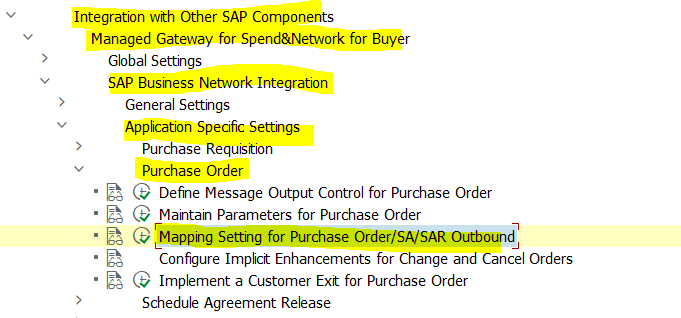 Integration with Other SAP Components
Managed Gateway for Spend&Network for Buyer
Global Settings
SAP Business Network Integration
General Settings
Application Specific Settings
Purchase Requisition
Purchase Order
Define Message Output Control for Purchase Order
Maintain Parameters for Purchase Order
Mapping Setting for Purchase Order/SA/SAR Outbound
Configure Implicit Enhancements for Change and Cancel Orders
Implement a Customer Exit for Purchase Order
Schedule Agreement Release